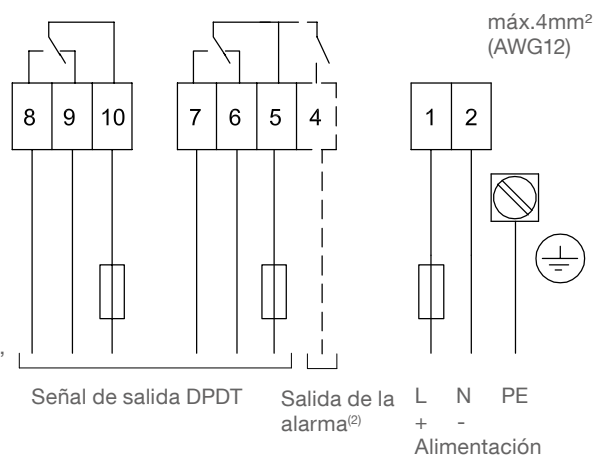 máx.4mm²
(AWG12)
8 9 10 7 6 5 4 1 2
,
Señal de salida DPDT
Salida de la
alarma⁽²⁾
L N PE
+ -
Alimentación